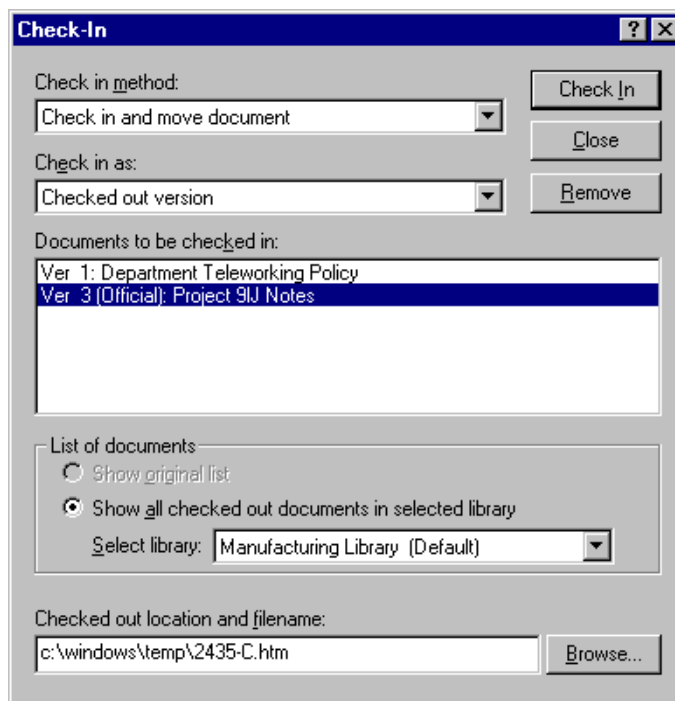 Check-In
Check in method:
Check In
Check in and move document
Close
Check in as:
Checked out version
Remove
Documents to be checked in:
Ver 1: Department Teleworking Policy
Ver 3 (Official): Project 9IJ Notes
List of documents
Show original list
Show all checked out documents in selected library
Select library: Manufacturing Library (Default)
Checked out location and filename:
c:\windows\temp\2435-C.htm
Browse...